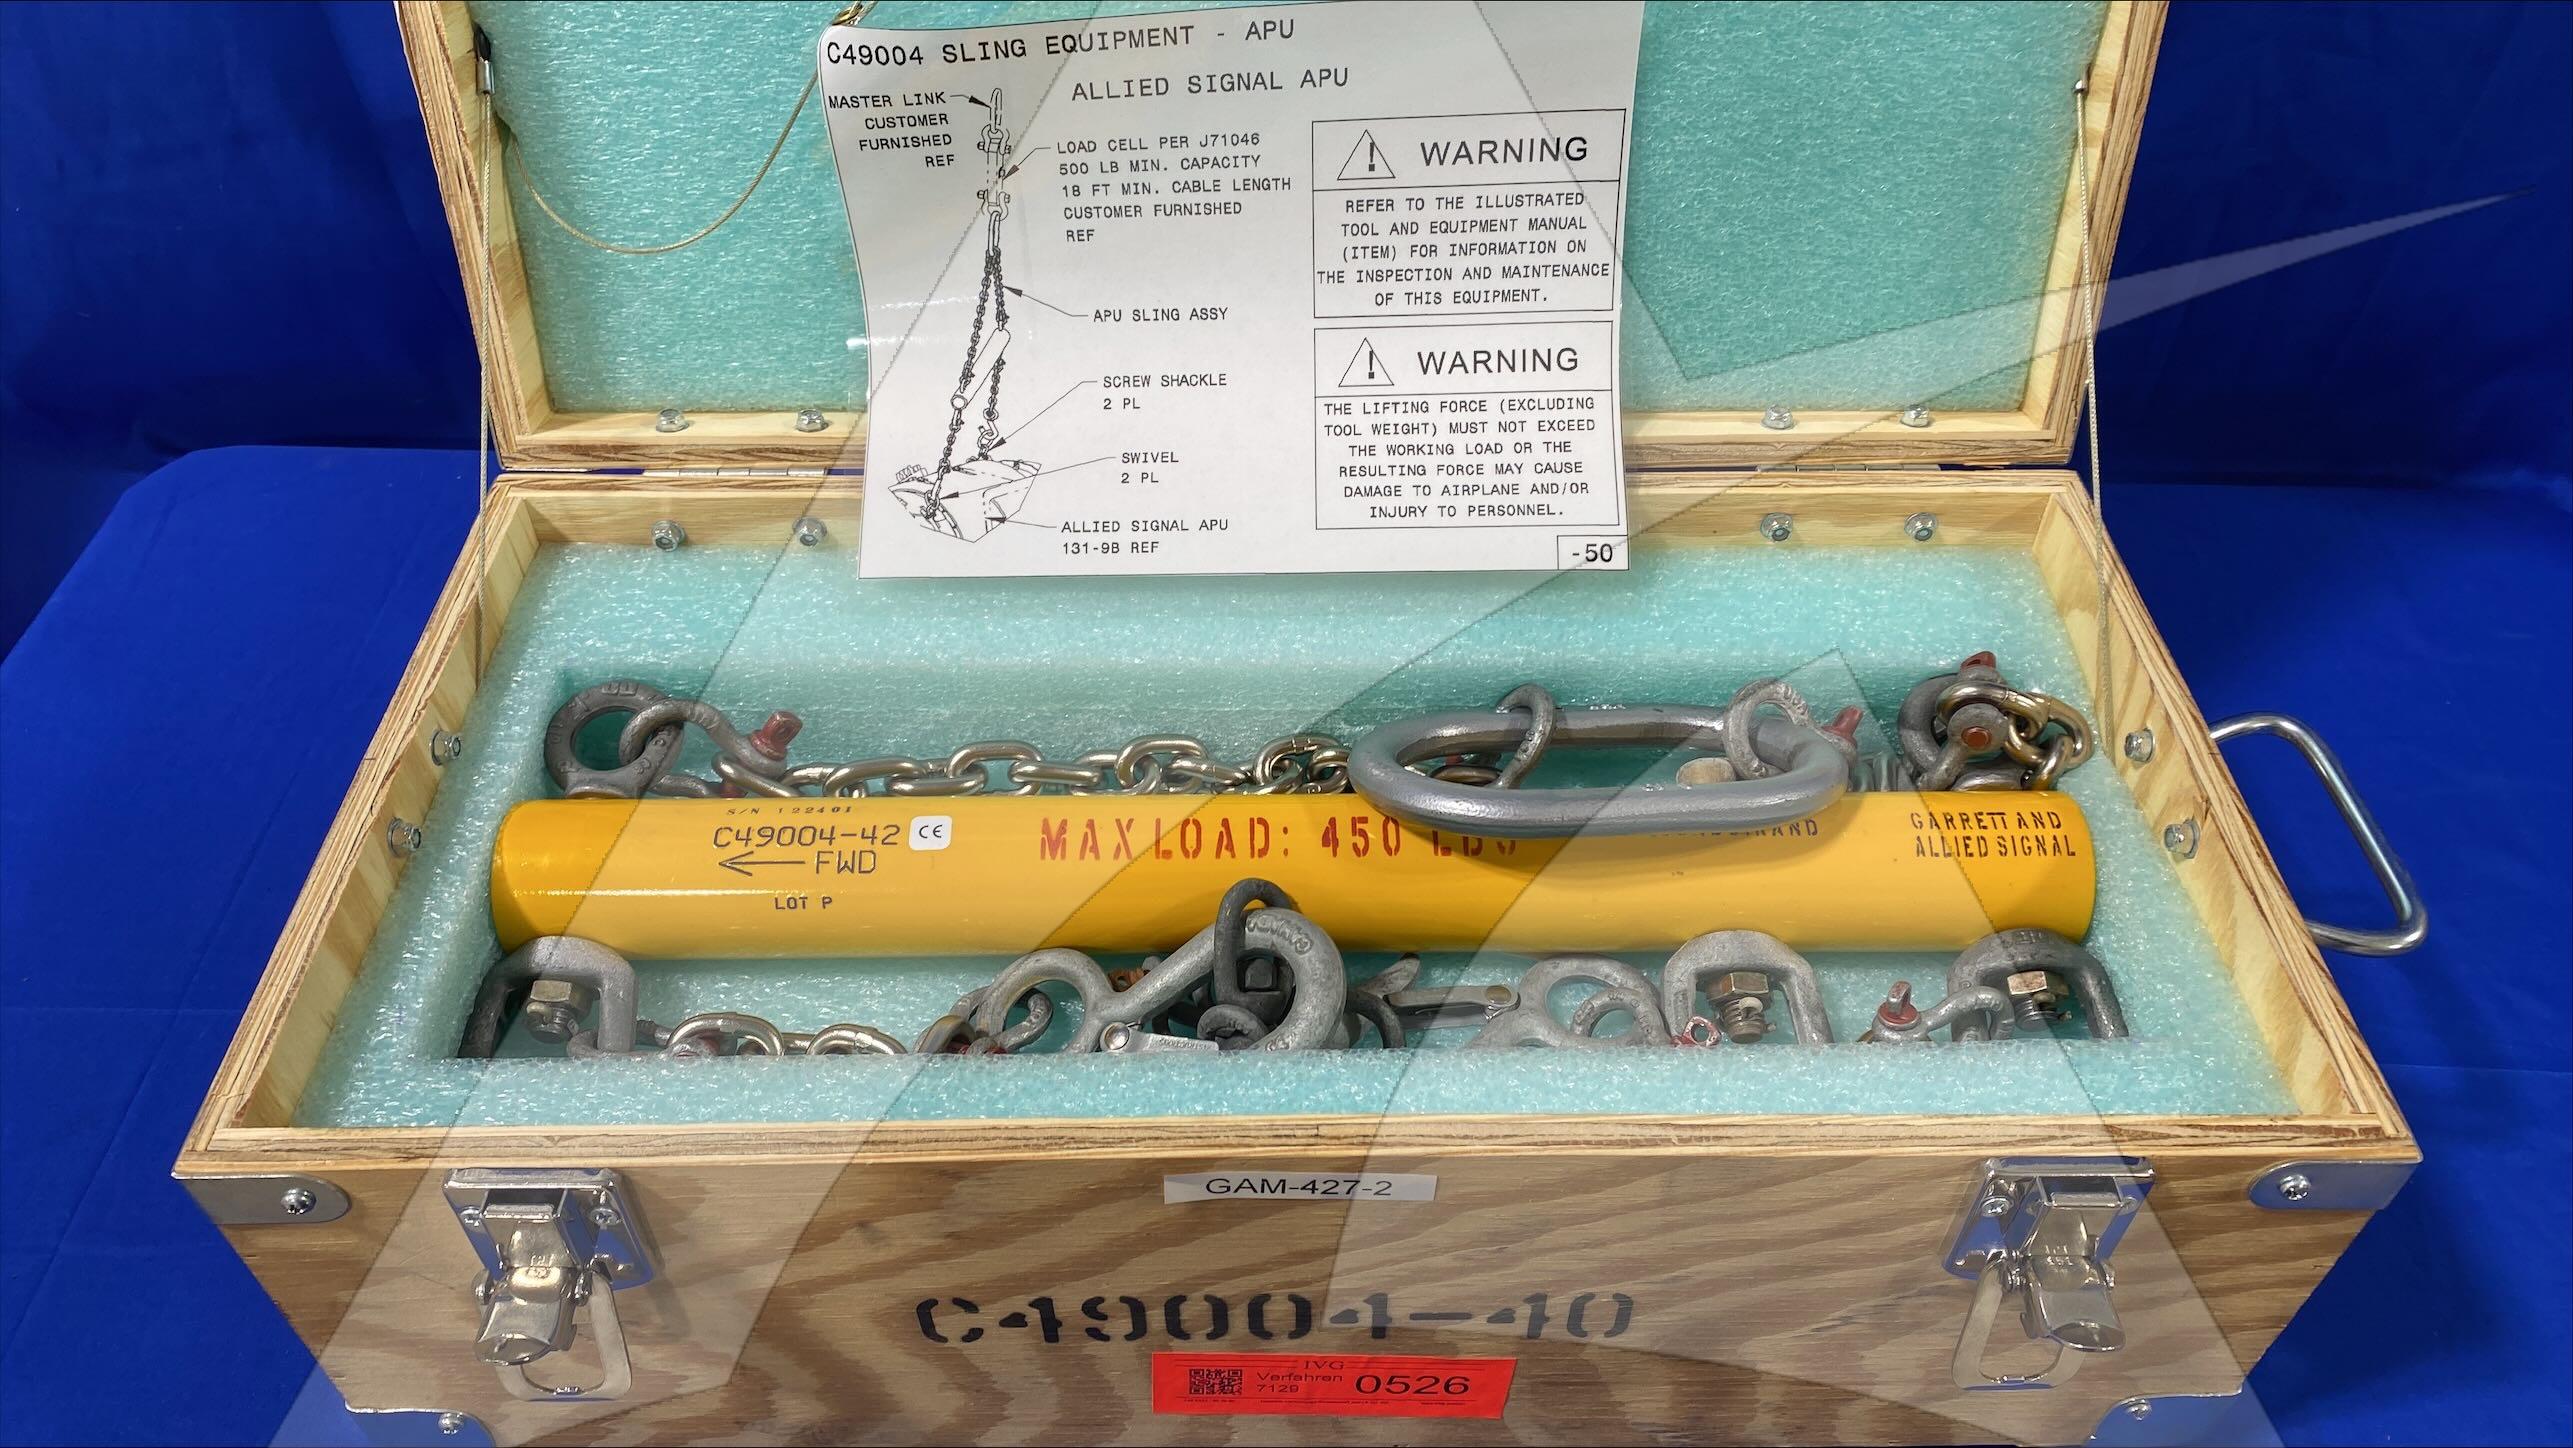 C49004 SLING EQUIPMENT - APU
ALLIED SIGNAL APU
MASTER LINK
CUSTOMER
FURNISHED
REF
LOAD CELL PER J71046
500 LB MIN. CAPACITY
18 FT MIN. CABLE LENGTH
CUSTOMER FURNISHED
REF
APU SLING ASSY
SCREW SHACKLE
2 PL
SWIVEL
2 PL
ALLIED SIGNAL APU
131-9B REF
WARNING
REFER TO THE ILLUSTRATED
TOOL AND EQUIPMENT MANUAL
(ITEM) FOR INFORMATION ON
THE INSPECTION AND MAINTENANCE
OF THIS EQUIPMENT.
WARNING
THE LIFTING FORCE (EXCLUDING
TOOL WEIGHT) MUST NOT EXCEED
THE WORKING LOAD OR THE
RESULTING FORCE MAY CAUSE
DAMAGE TO AIRPLANE AND/OR
INJURY TO PERSONNEL.
-50
S/N 122401
C49004-42 CE
FWD
LOT P
MAX LOAD: 450 LBS
GARRETT AND
ALLIED SIGNAL
GAM-427-2
C49004-40
IVG
Verfahren
7129
0526